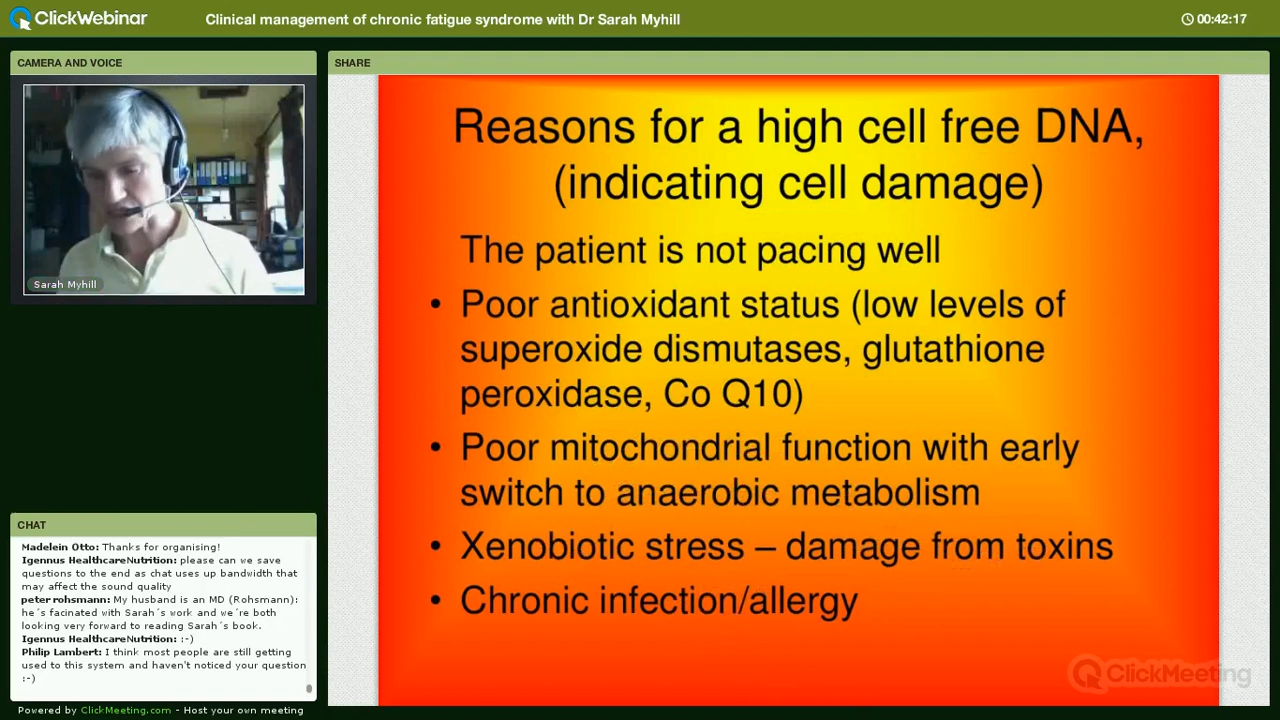 ClickWebinar
Clinical management of chronic fatigue syndrome with Dr Sarah Myhill
00:42:17
CAMERA AND VOICE
Sarah Myhill
CHAT
Madelein Otto: Thanks for organising!
Igennus HealthcareNutrition: please can we save
questions to the end as chat uses up bandwidth that
may affect the sound quality
peter rohsmann: My husband is an MD (Rohsmann):
he´s facinated with Sarah´s work and we´re both
looking very forward to reading Sarah´s book.
Igennus HealthcareNutrition: :-)
Philip Lambert: I think most people are still getting
used to this system and haven't noticed your question
:-)
Powered by ClickMeeting.com - Host your own meeting
SHARE
Reasons for a high cell free DNA,
(indicating cell damage)
The patient is not pacing well
• Poor antioxidant status (low levels of
superoxide dismutases, glutathione
peroxidase, Co Q10)
• Poor mitochondrial function with early
switch to anaerobic metabolism
• Xenobiotic stress – damage from toxins
• Chronic infection/allergy
ClickMeeting